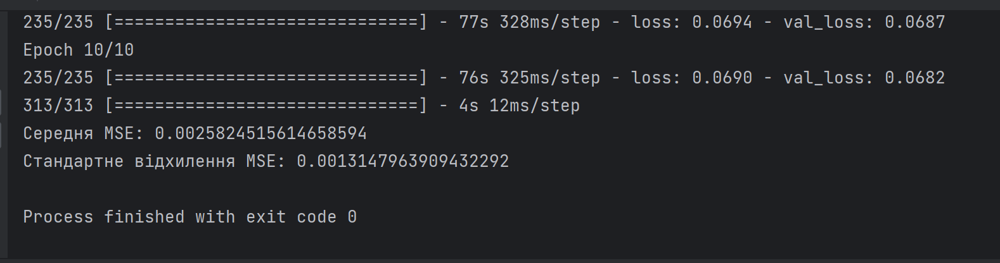 235/235 [==============================] - 77s 328ms/step - loss: 0.0694 - val_loss: 0.0687
Epoch 10/10
235/235 [==============================] - 76s 325ms/step - loss: 0.0690 - val_loss: 0.0682
313/313 [==============================] - 4s 12ms/step
Середня MSE: 0.0025824515614658594
Стандартне відхилення MSE: 0.0013147963909432292
Process finished with exit code 0